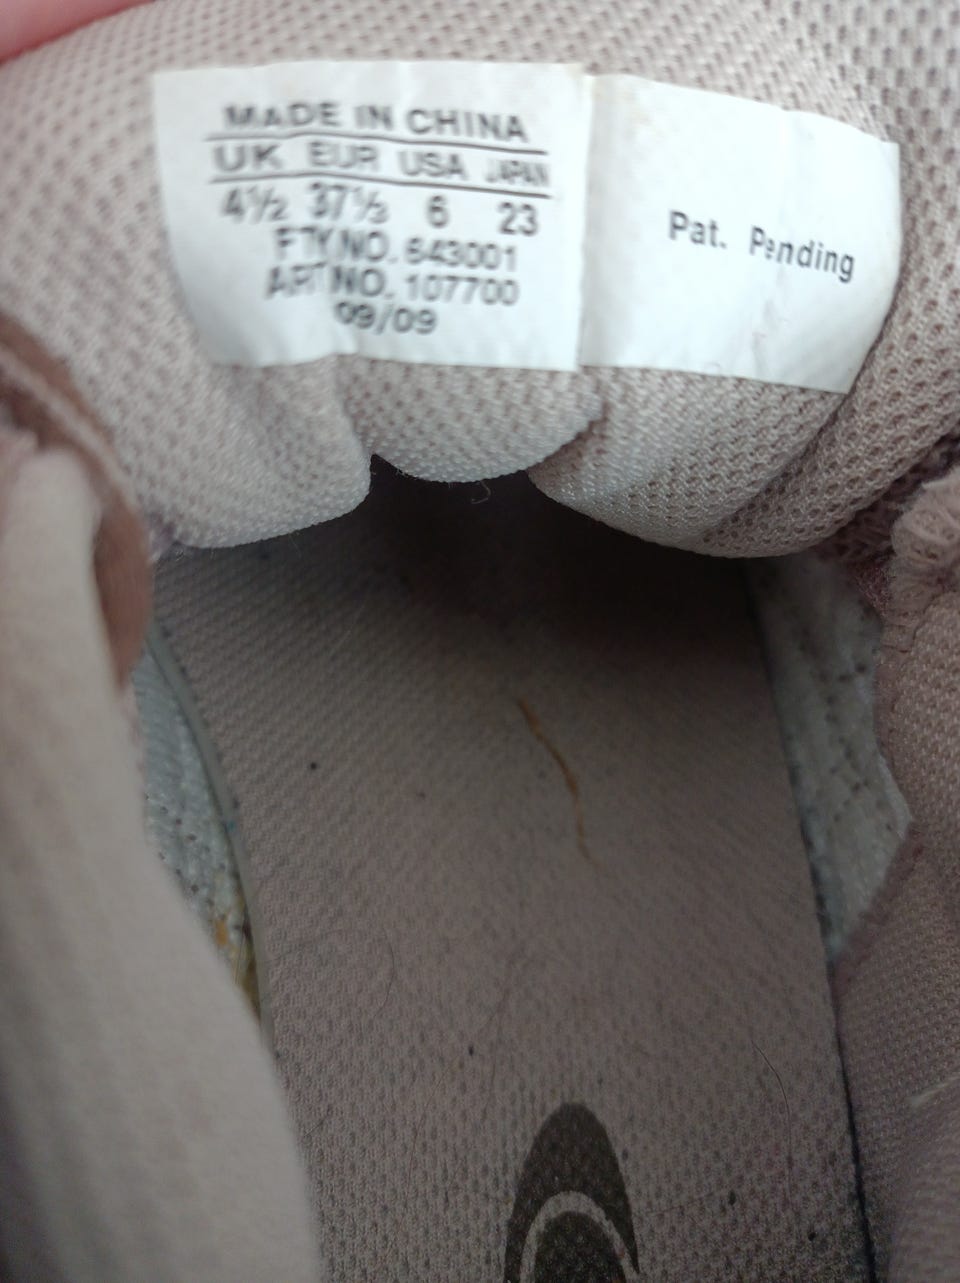 MADE IN CHINA
UK EUR USA JAPAN
4½ 37⅓ 6 23
FTY.NO. 643001
ART.NO. 107700
09/09
Pat. Pending